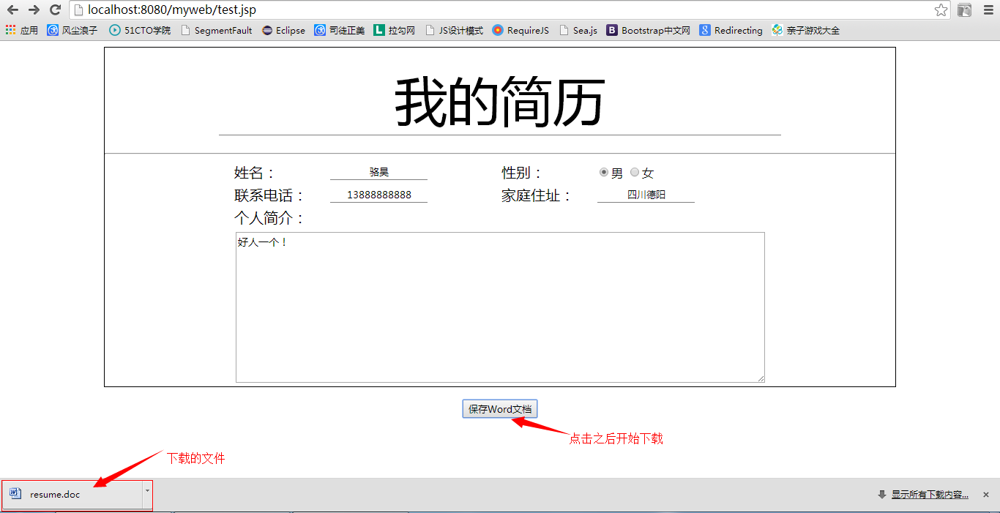 localhost:8080/myweb/test.jsp
应用 风尘浪子 51CTO学院 SegmentFault Eclipse 司徒正美 拉勾网 JS设计模式 RequireJS Sea.js Bootstrap中文网 Redirecting 亲子游戏大全
我的简历
姓名： 骆昊 性别： 男 女
联系电话： 13888888888 家庭住址： 四川德阳
个人简介：
好人一个！
保存Word文档
点击之后开始下载
下载的文件
resume.doc 显示所有下载内容...